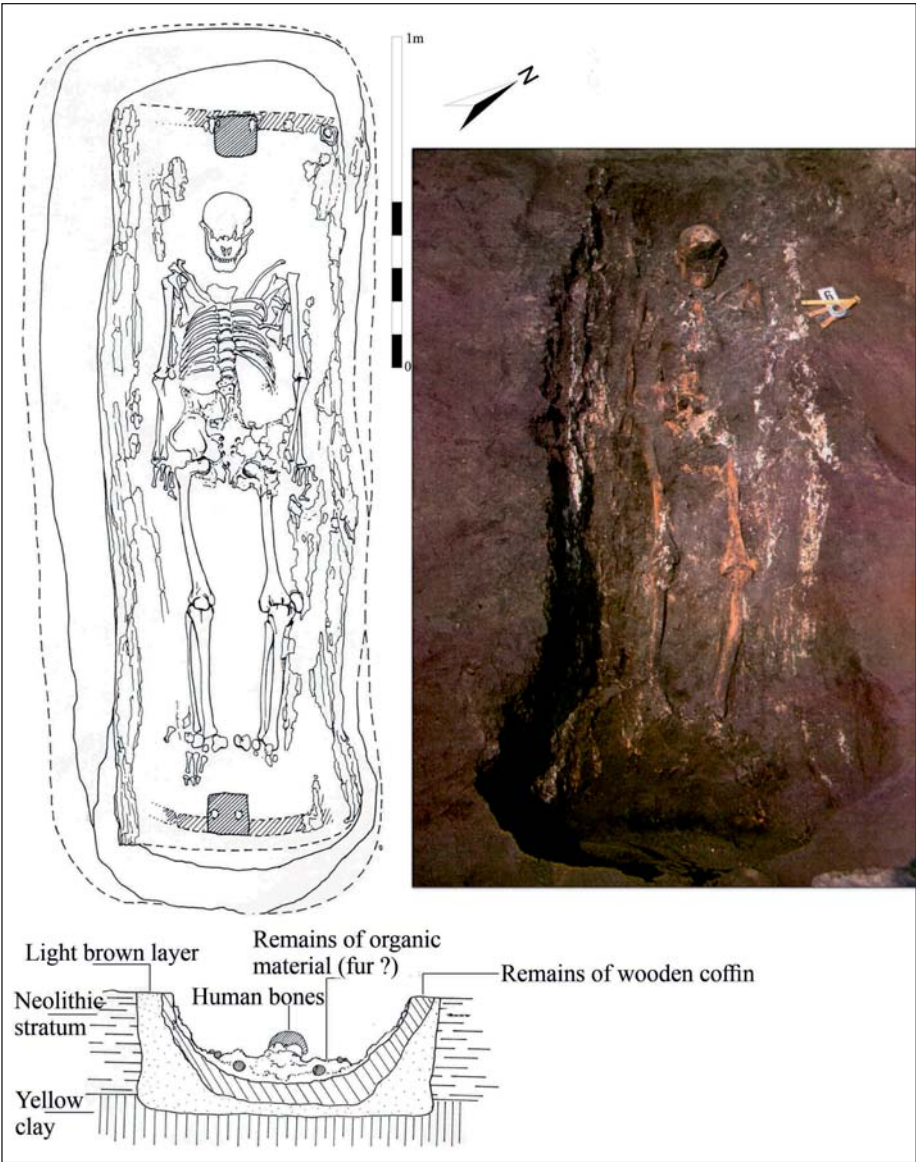 1m
N
0
6
Light brown layer
Remains of organic
material (fur ?)
Remains of wooden coffin
Human bones
Neolithic
stratum
Yellow
clay